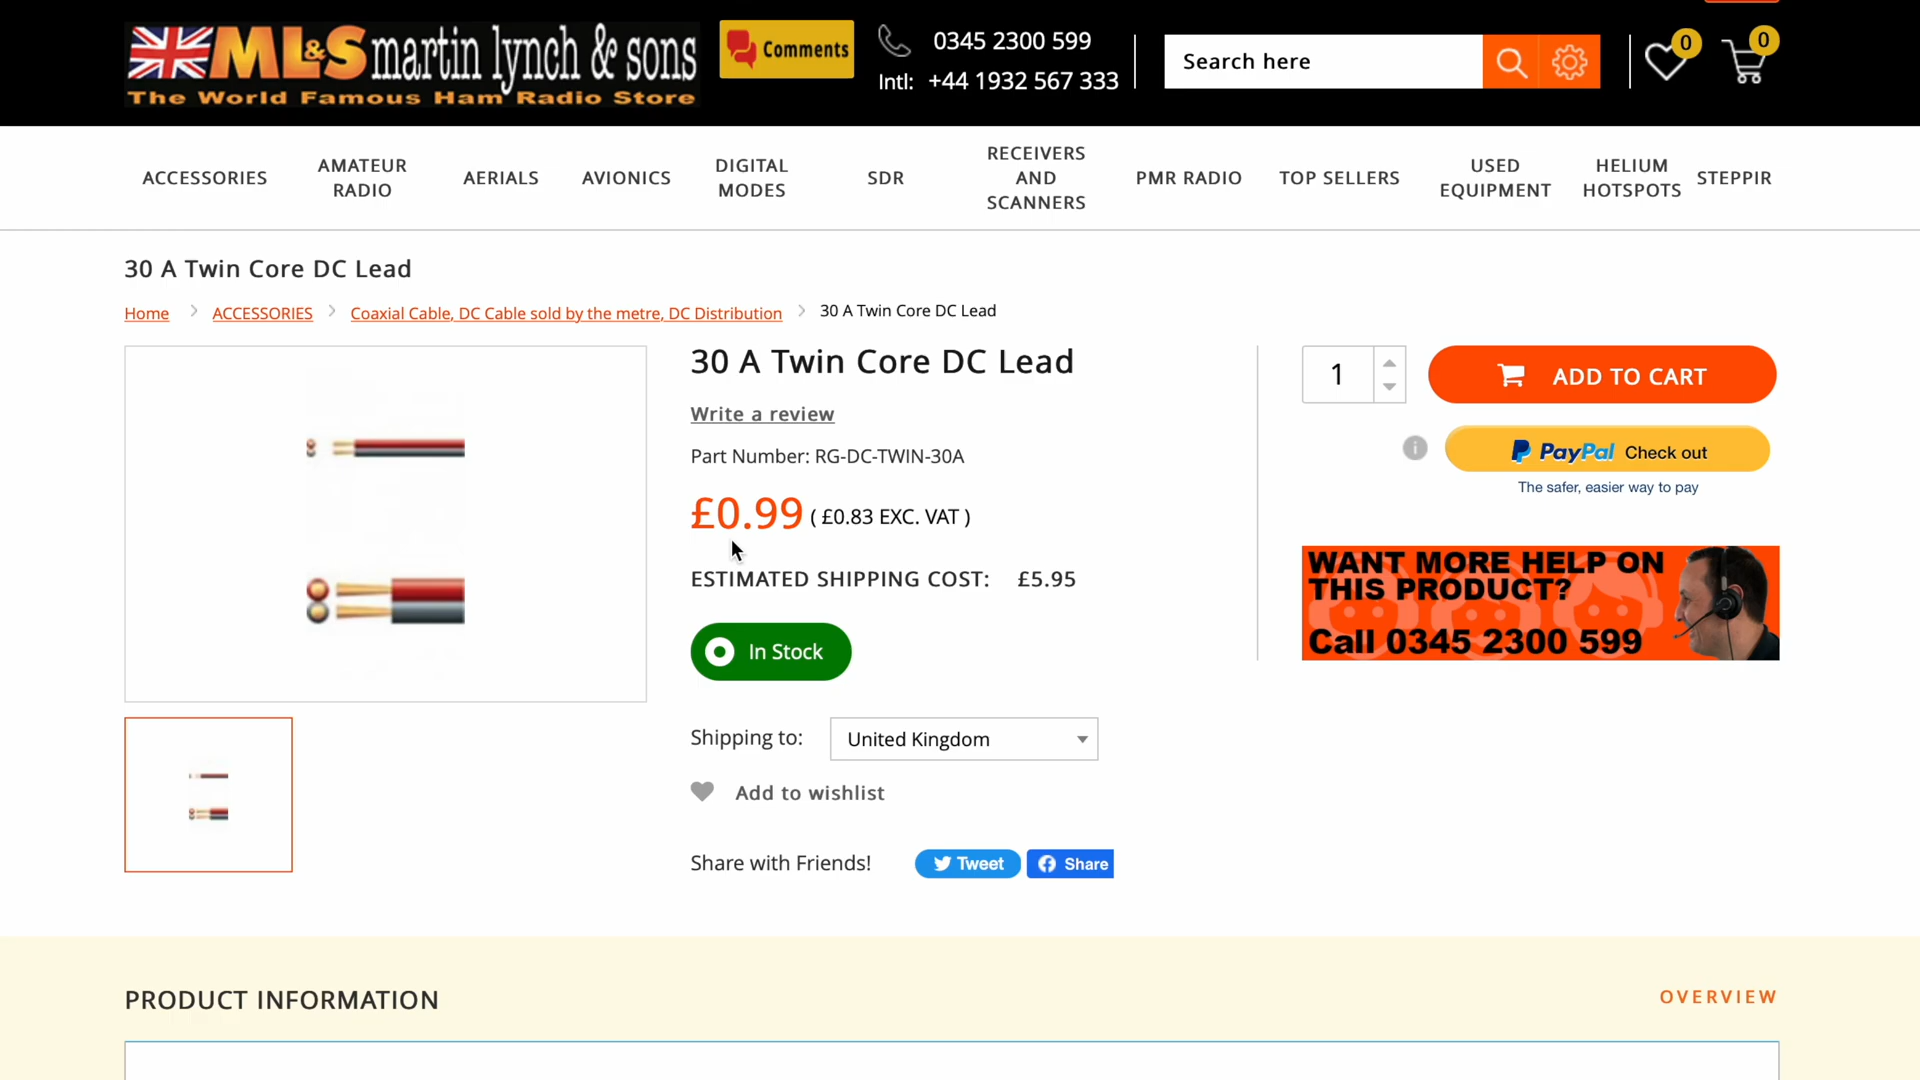 ML&S martin lynch & sons
The World Famous Ham Radio Store
Comments
0345 2300 599
Intl: +44 1932 567 333
Search here
0
0
ACCESSORIES
AMATEUR
RADIO
AERIALS
AVIONICS
DIGITAL
MODES
SDR
RECEIVERS
AND
SCANNERS
PMR RADIO
TOP SELLERS
USED
EQUIPMENT
HELIUM
HOTSPOTS
STEPPIR
30 A Twin Core DC Lead
Home > ACCESSORIES > Coaxial Cable, DC Cable sold by the metre, DC Distribution > 30 A Twin Core DC Lead
30 A Twin Core DC Lead
Write a review
Part Number: RG-DC-TWIN-30A
£0.99 ( £0.83 EXC. VAT )
ESTIMATED SHIPPING COST: £5.95
In Stock
Shipping to: United Kingdom
Add to wishlist
Share with Friends! Tweet Share
1
ADD TO CART
i
PayPal Check out
The safer, easier way to pay
WANT MORE HELP ON
THIS PRODUCT?
Call 0345 2300 599
PRODUCT INFORMATION
OVERVIEW